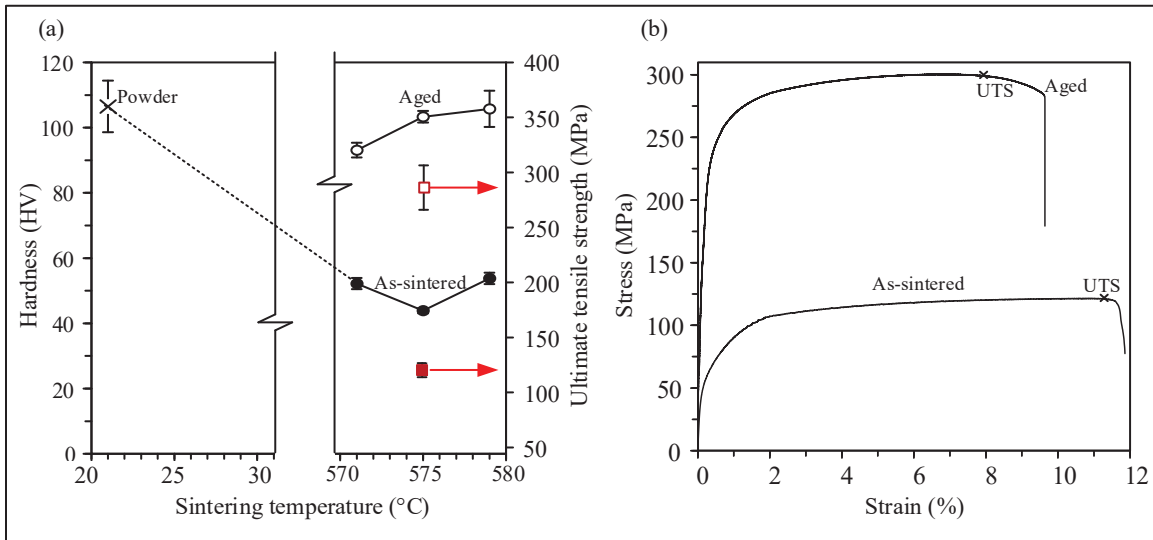 (a)
Hardness (HV)
120
100
80
60
40
20
0
Powder
Aged
As-sintered
20
25
30
570
575
580
Sintering temperature (°C)
400
350
300
250
200
150
100
50
Ultimate tensile strength (MPa)
(b)
Stress (MPa)
300
250
200
150
100
50
0
UTS
Aged
As-sintered
UTS
0
2
4
6
8
10
12
Strain (%)